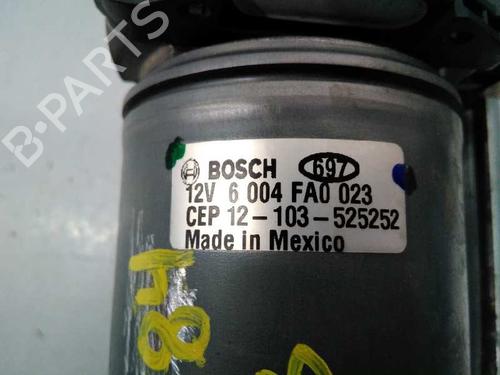 B-PARTS
BOSCH 697
12V 6 004 FA0 023
CEP 12-103-525252
Made in Mexico